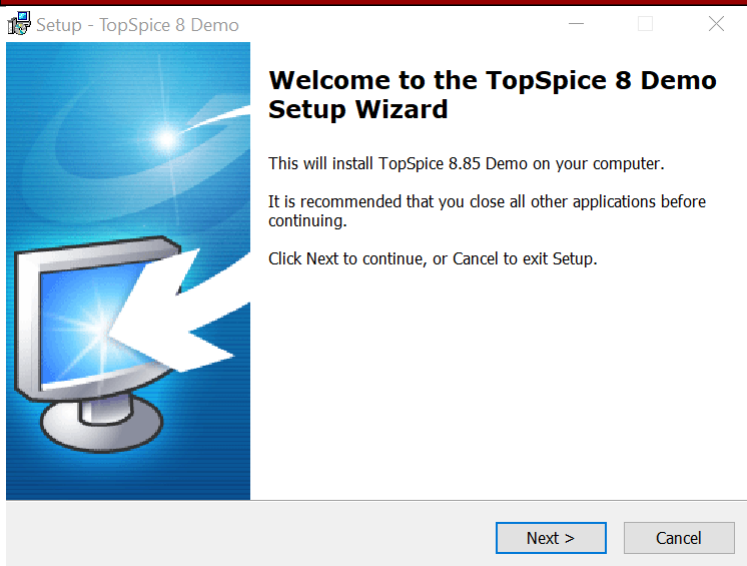 Setup - TopSpice 8 Demo
Welcome to the TopSpice 8 Demo
Setup Wizard
This will install TopSpice 8.85 Demo on your computer.
It is recommended that you close all other applications before
continuing.
Click Next to continue, or Cancel to exit Setup.
Next >
Cancel